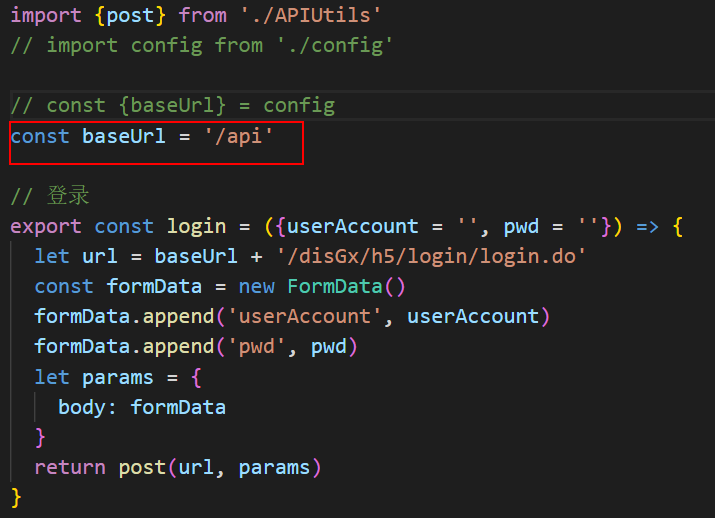 import {post} from './APIUtils'
// import config from './config'
// const {baseUrl} = config
const baseUrl = '/api'
// 登录
export const login = ({userAccount = '', pwd = ''}) => {
let url = baseUrl + '/disGx/h5/login/login.do'
const formData = new FormData()
formData.append('userAccount', userAccount)
formData.append('pwd', pwd)
let params = {
body: formData
}
return post(url, params)
}